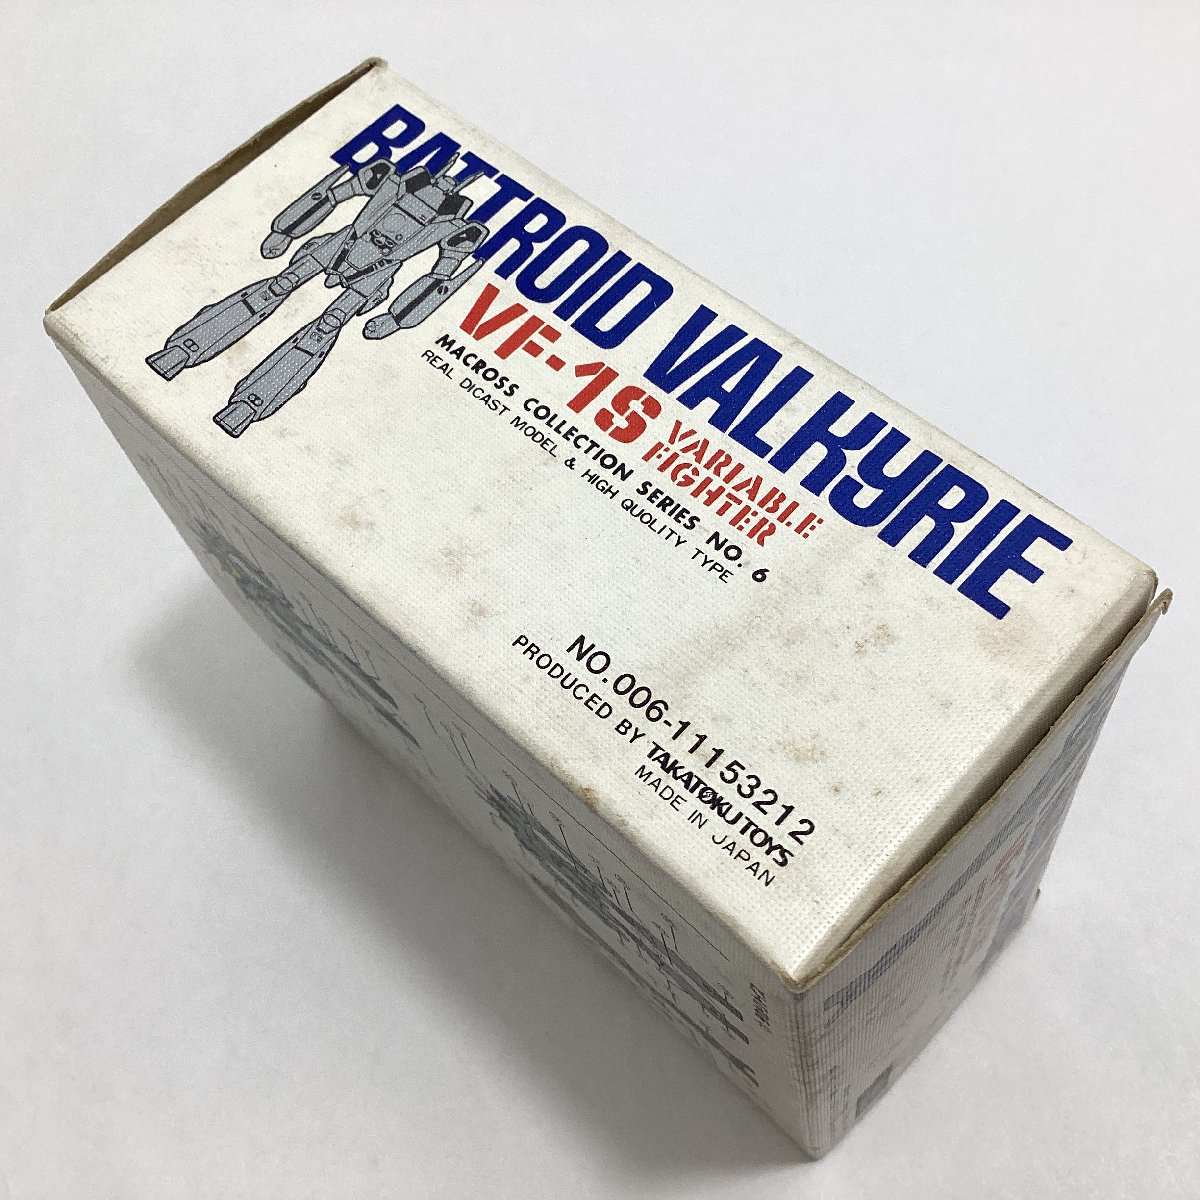 BATTROID VALKYRIE
VF-1S VARIABLE
FIGHTER
MACROSS COLLECTION SERIES NO. 6
REAL DICAST MODEL & HIGH QUOLITY TYPE
NO.006-11153212
PRODUCED BY TAKATOKU TOYS
MADE IN JAPAN